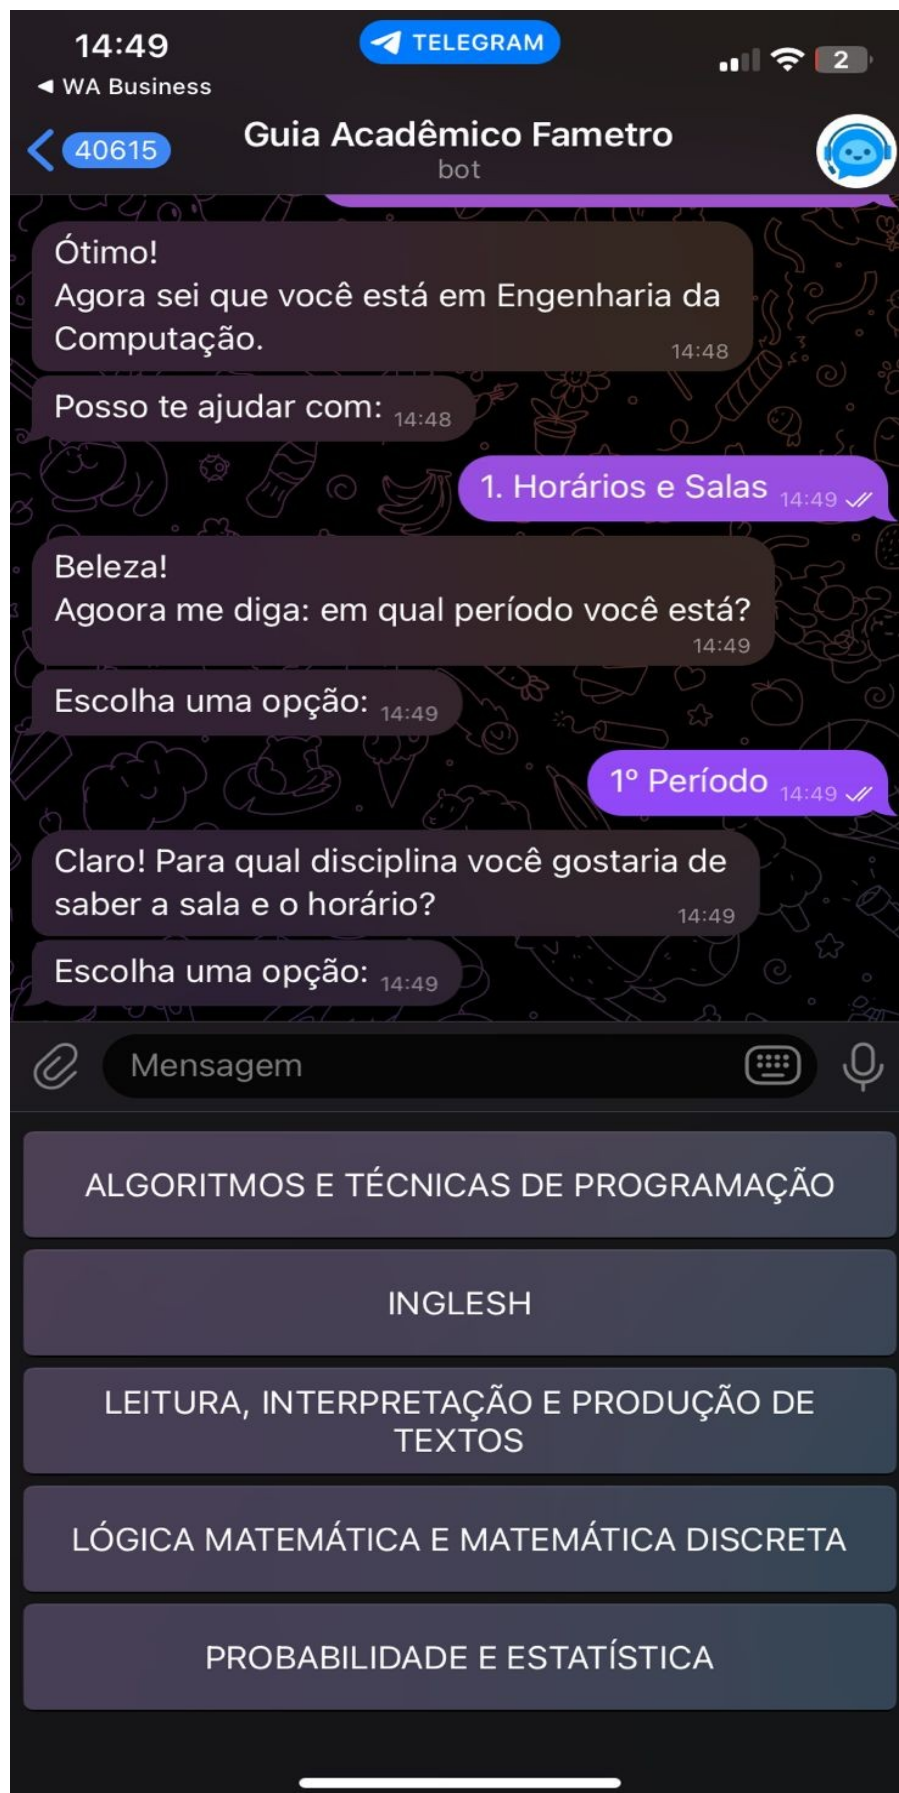 14:49
TELEGRAM
2
◀ WA Business
40615
Guia Acadêmico Fametro
bot
Ótimo!
Agora sei que você está em Engenharia da
Computação.
14:48
Posso te ajudar com: 14:48
1. Horários e Salas 14:49
Beleza!
Agoora me diga: em qual período você está?
14:49
Escolha uma opção: 14:49
1º Período 14:49
Claro! Para qual disciplina você gostaria de
saber a sala e o horário?
14:49
Escolha uma opção: 14:49
Mensagem
ALGORITMOS E TÉCNICAS DE PROGRAMAÇÃO
INGLESH
LEITURA, INTERPRETAÇÃO E PRODUÇÃO DE
TEXTOS
LÓGICA MATEMÁTICA E MATEMÁTICA DISCRETA
PROBABILIDADE E ESTATÍSTICA